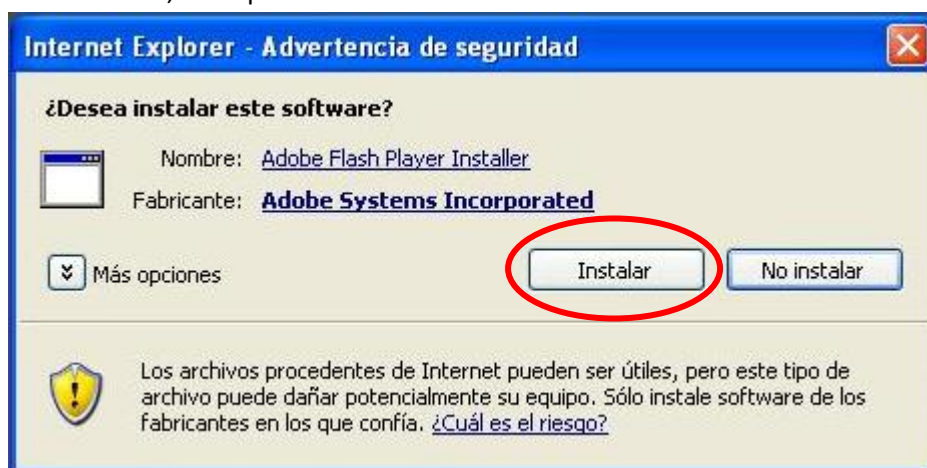 Internet Explorer - Advertencia de seguridad
¿Desea instalar este software?
Nombre: Adobe Flash Player Installer
Fabricante: Adobe Systems Incorporated
Más opciones
Instalar
No instalar
Los archivos procedentes de Internet pueden ser útiles, pero este tipo de
archivo puede dañar potencialmente su equipo. Sólo instale software de los
fabricantes en los que confía. ¿Cuál es el riesgo?